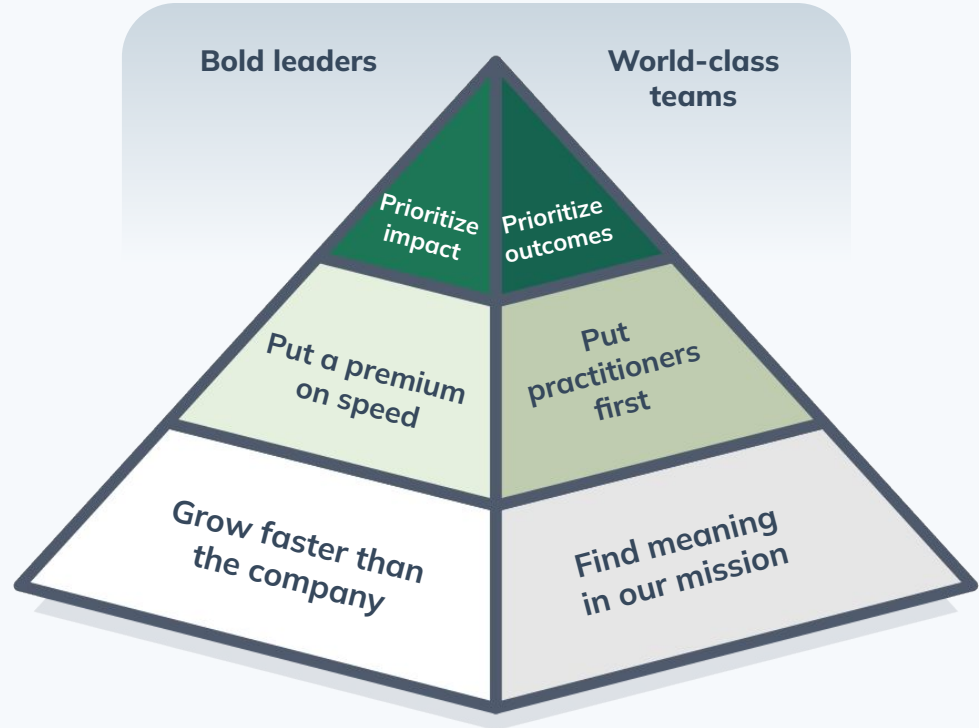 Bold leaders
World-class
teams
Prioritize
impact
Prioritize
outcomes
Put a premium
on speed
Put
practitioners
first
Grow faster than
the company
Find meaning
in our mission